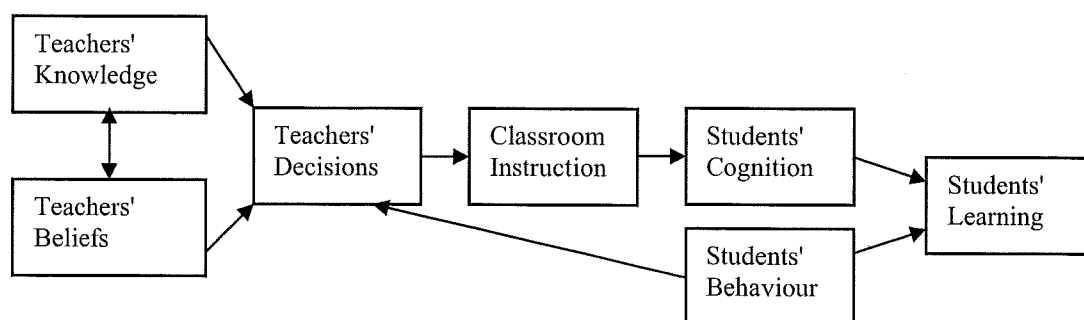 Teachers'
Knowledge
Teachers'
Beliefs
Teachers'
Decisions
Classroom
Instruction
Students'
Cognition
Students'
Behaviour
Students'
Learning